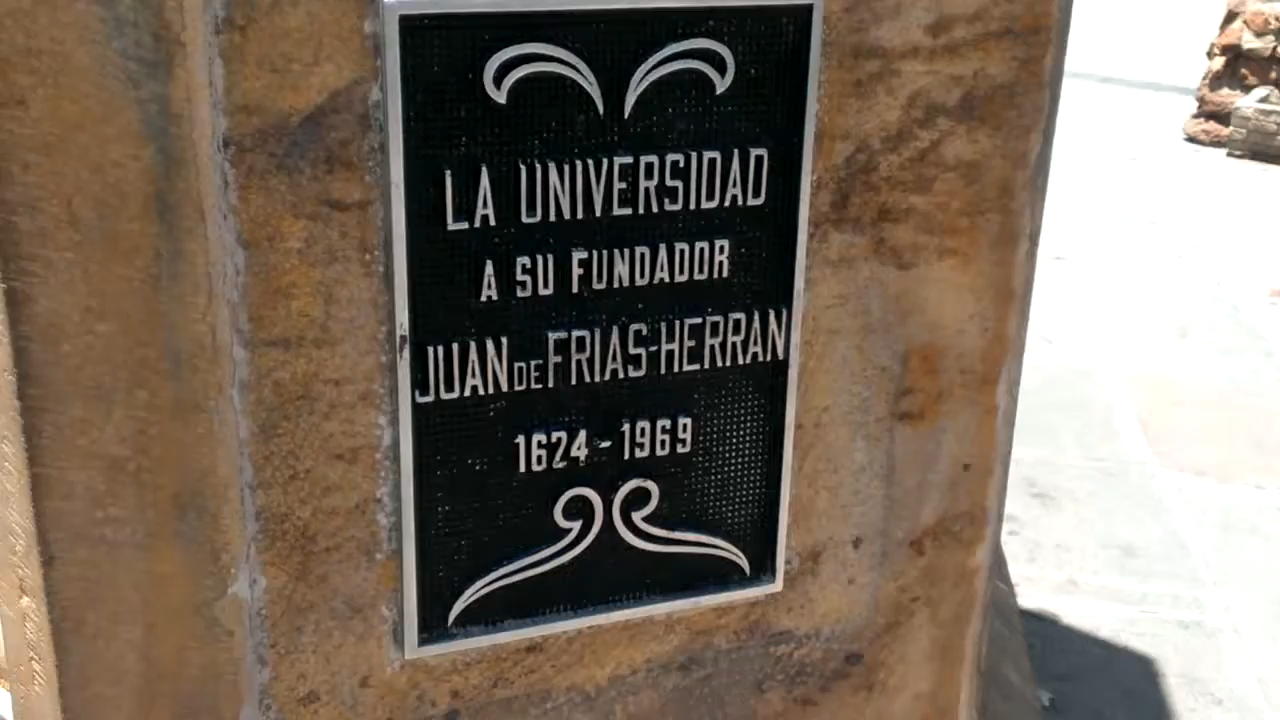 LA UNIVERSIDAD
A SU FUNDADOR
JUAN DE FRIAS-HERRAN
1624-1969